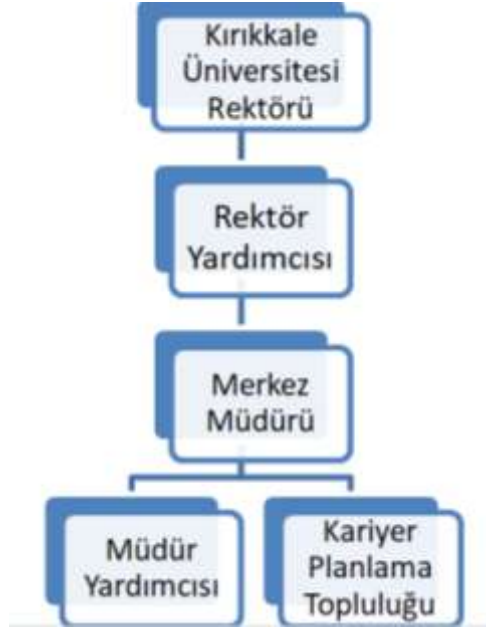 Kırıkkale
Üniversitesi
Rektörü
Rektör
Yardımcısı
Merkez
Müdürü
Müdür
Yardımcısı
Kariyer
Planlama
Topluluğu